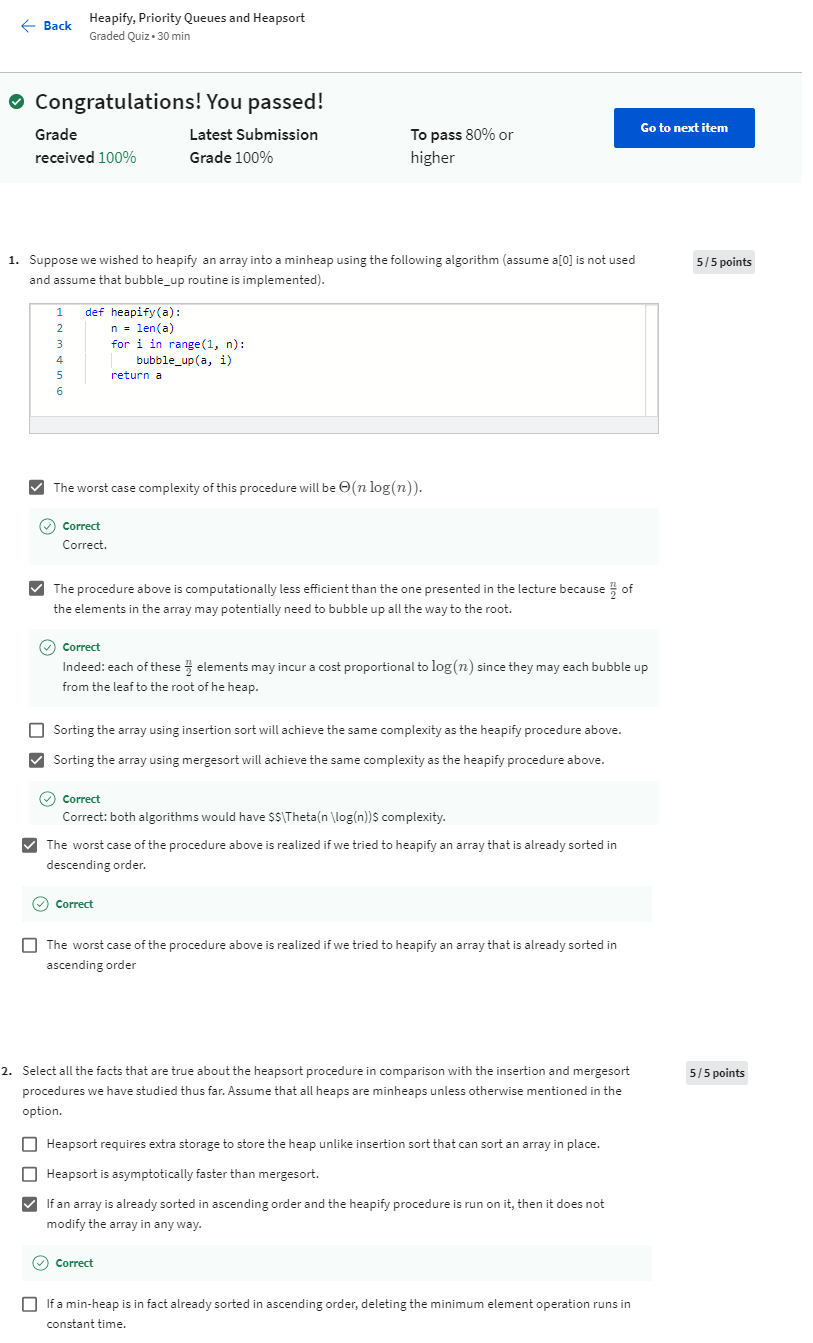 Back
Heapify, Priority Queues and Heapsort
Graded Quiz • 30 min
Congratulations! You passed!
Grade
received 100%
Latest Submission
Grade 100%
To pass 80% or
higher
Go to next item
1. Suppose we wished to heapify an array into a minheap using the following algorithm (assume a[0] is not used
and assume that bubble_up routine is implemented).
5 / 5 points
1 def heapify(a):
2 n = len(a)
3 for i in range(1, n):
4 bubble_up(a, i)
5 return a
6
The worst case complexity of this procedure will be Θ(n log(n)).
Correct
Correct.
The procedure above is computationally less efficient than the one presented in the lecture because n/2 of
the elements in the array may potentially need to bubble up all the way to the root.
Correct
Indeed: each of these n/2 elements may incur a cost proportional to log(n) since they may each bubble up
from the leaf to the root of he heap.
Sorting the array using insertion sort will achieve the same complexity as the heapify procedure above.
Sorting the array using mergesort will achieve the same complexity as the heapify procedure above.
Correct
Correct: both algorithms would have $$\Theta(n \log(n))$ complexity.
The worst case of the procedure above is realized if we tried to heapify an array that is already sorted in
descending order.
Correct
The worst case of the procedure above is realized if we tried to heapify an array that is already sorted in
ascending order
2. Select all the facts that are true about the heapsort procedure in comparison with the insertion and mergesort
procedures we have studied thus far. Assume that all heaps are minheaps unless otherwise mentioned in the
option.
5 / 5 points
Heapsort requires extra storage to store the heap unlike insertion sort that can sort an array in place.
Heapsort is asymptotically faster than mergesort.
If an array is already sorted in ascending order and the heapify procedure is run on it, then it does not
modify the array in any way.
Correct
If a min-heap is in fact already sorted in ascending order, deleting the minimum element operation runs in
constant time.